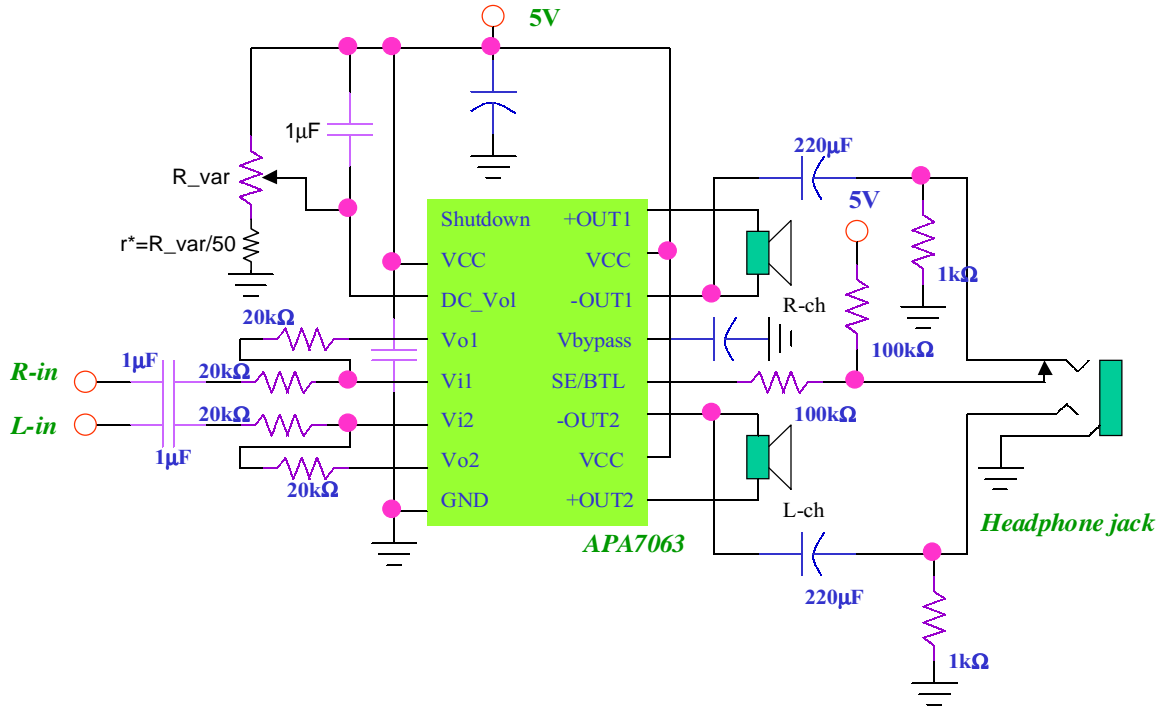 5V
1μF
R_var
r*=R_var/50
220μF
5V
1kΩ
Shutdown
+OUT1
VCC
VCC
DC_Vol
-OUT1
R-ch
Vo1
Vbypass
20kΩ
100kΩ
R-in
1μF
20kΩ
Vi1
SE/BTL
100kΩ
L-in
20kΩ
Vi2
-OUT2
1μF
20kΩ
Vo2
VCC
GND
+OUT2
L-ch
APA7063
Headphone jack
220μF
1kΩ